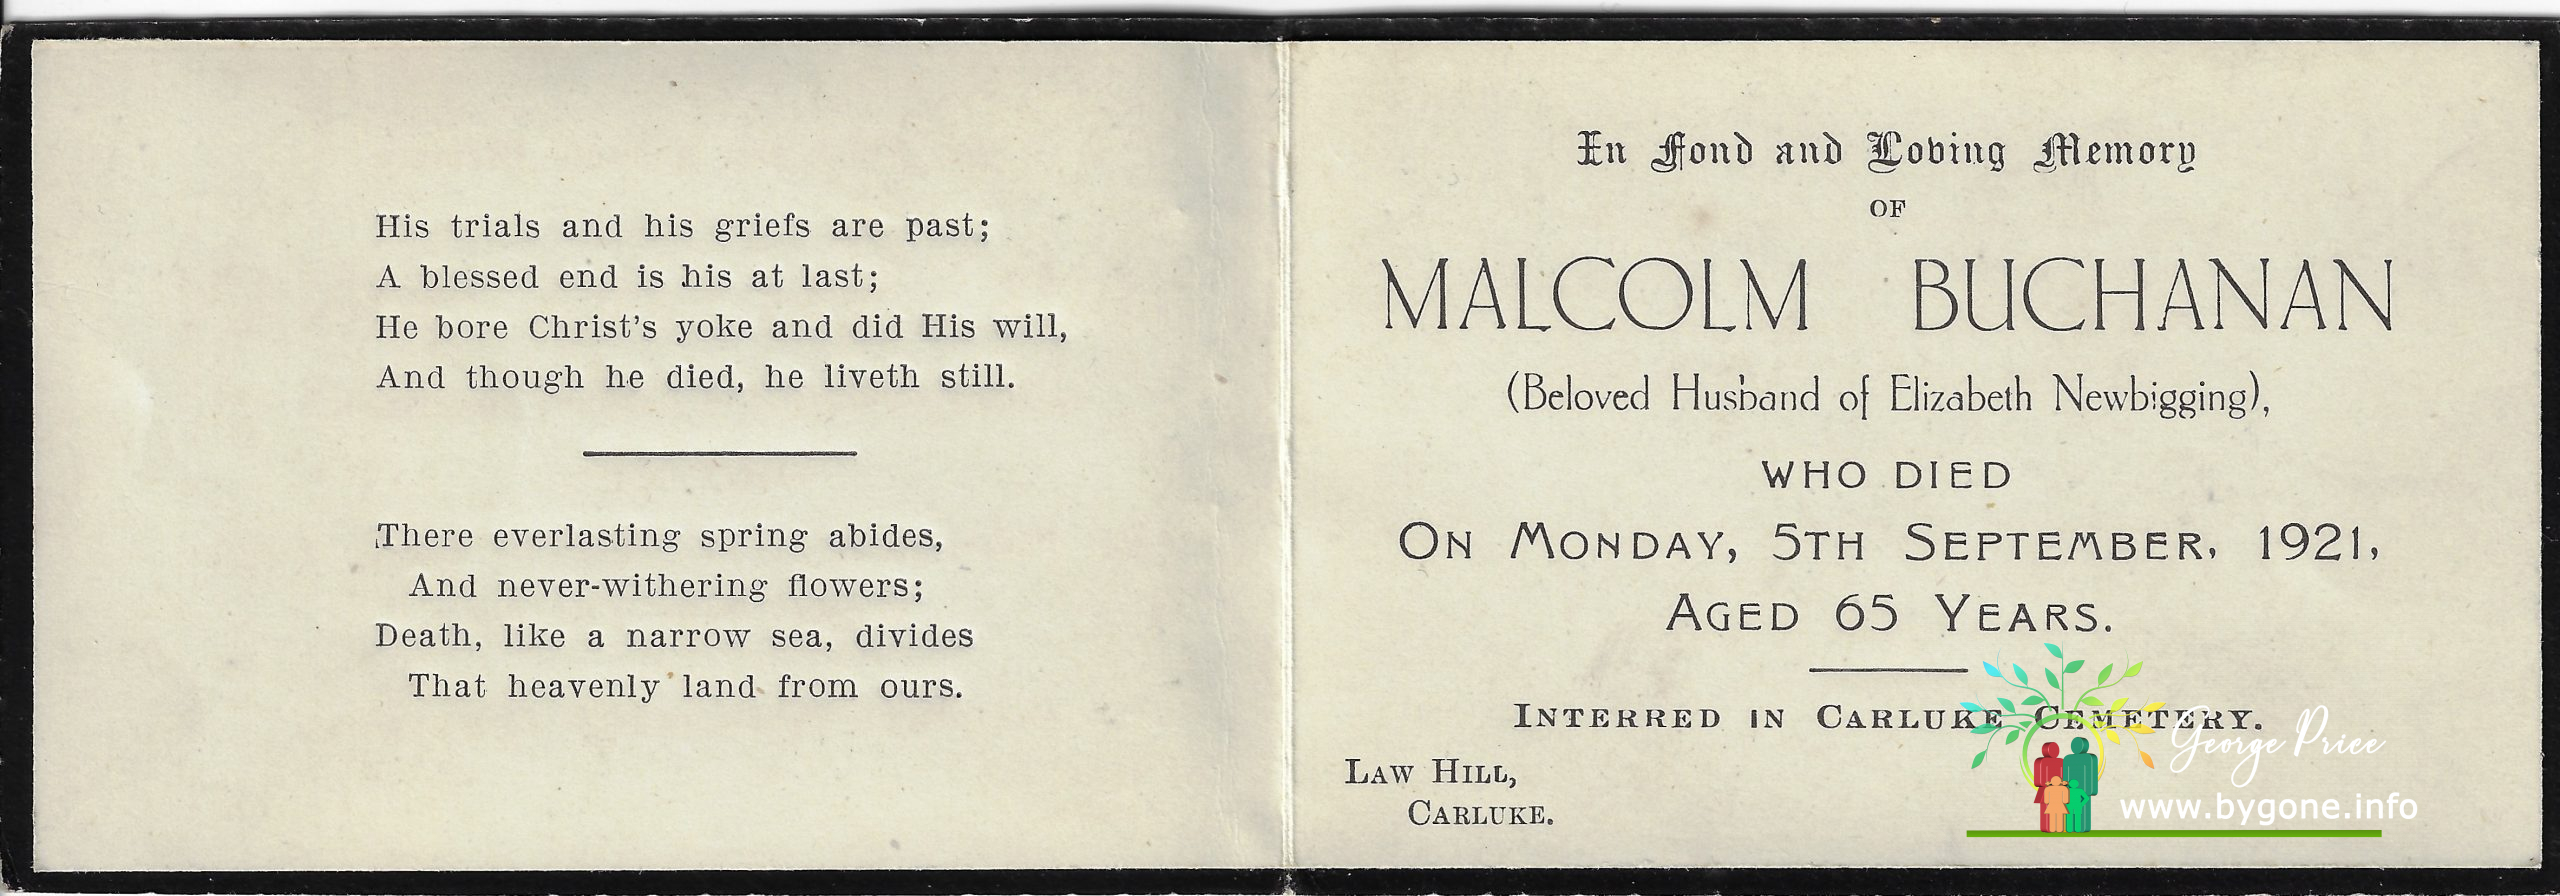 His trials and his griefs are past;
A blessed end is his at last;
He bore Christ's yoke and did His will,
And though he died, he liveth still.
There everlasting spring abides,
And never-withering flowers;
Death, like a narrow sea, divides
That heavenly land from ours.
In Fond and Loving Memory
OF
MALCOLM BUCHANAN
(Beloved Husband of Elizabeth Newbigging),
WHO DIED
ON MONDAY, 5TH SEPTEMBER, 1921,
AGED 65 YEARS.
INTERRED IN CARLUKE CEMETERY.
LAW HILL,
CARLUKE.
George Price
www.bygone.info